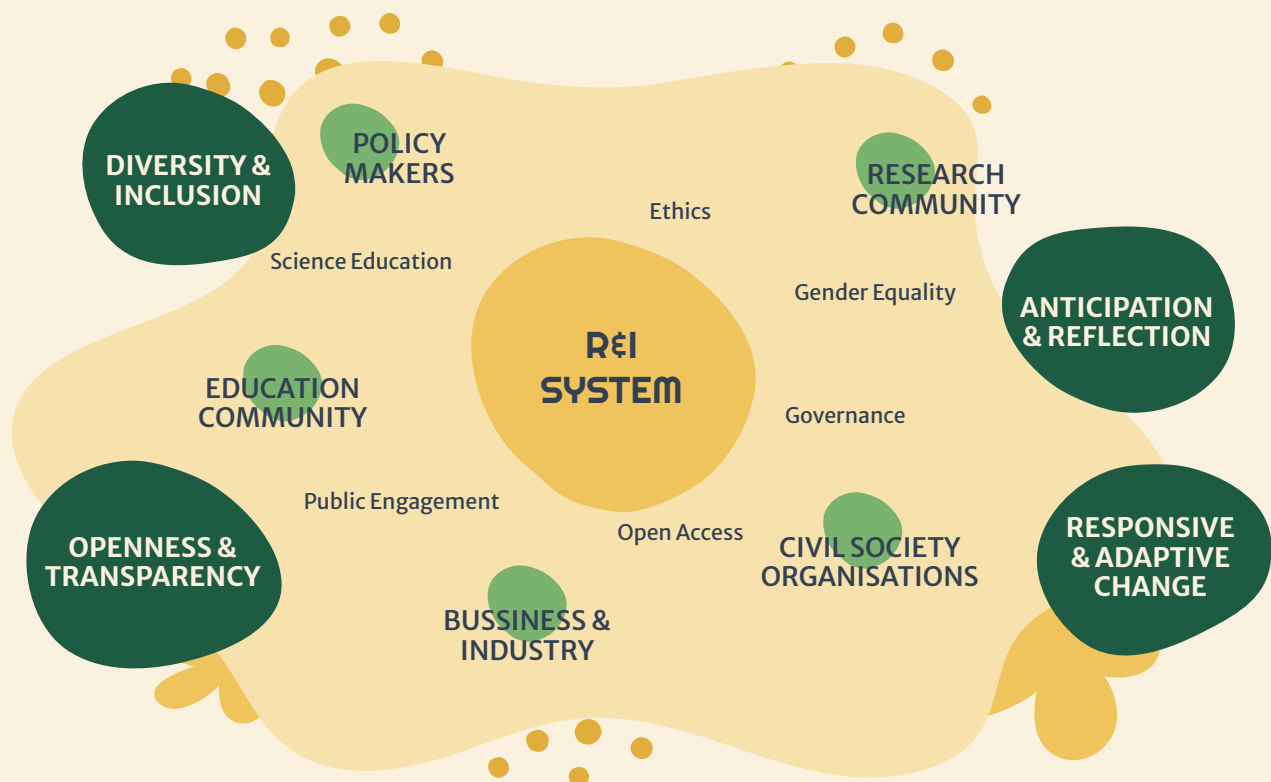 POLICY
MAKERS
DIVERSITY &
INCLUSION
RESEARCH
COMMUNITY
Ethics
Science Education
Gender Equality
ANTICIPATION
& REFLECTION
R&I
SYSTEM
EDUCATION
COMMUNITY
Governance
Public Engagement
Open Access
OPENNESS &
TRANSPARENCY
CIVIL SOCIETY
ORGANISATIONS
RESPONSIVE
& ADAPTIVE
CHANGE
BUSSINESS &
INDUSTRY